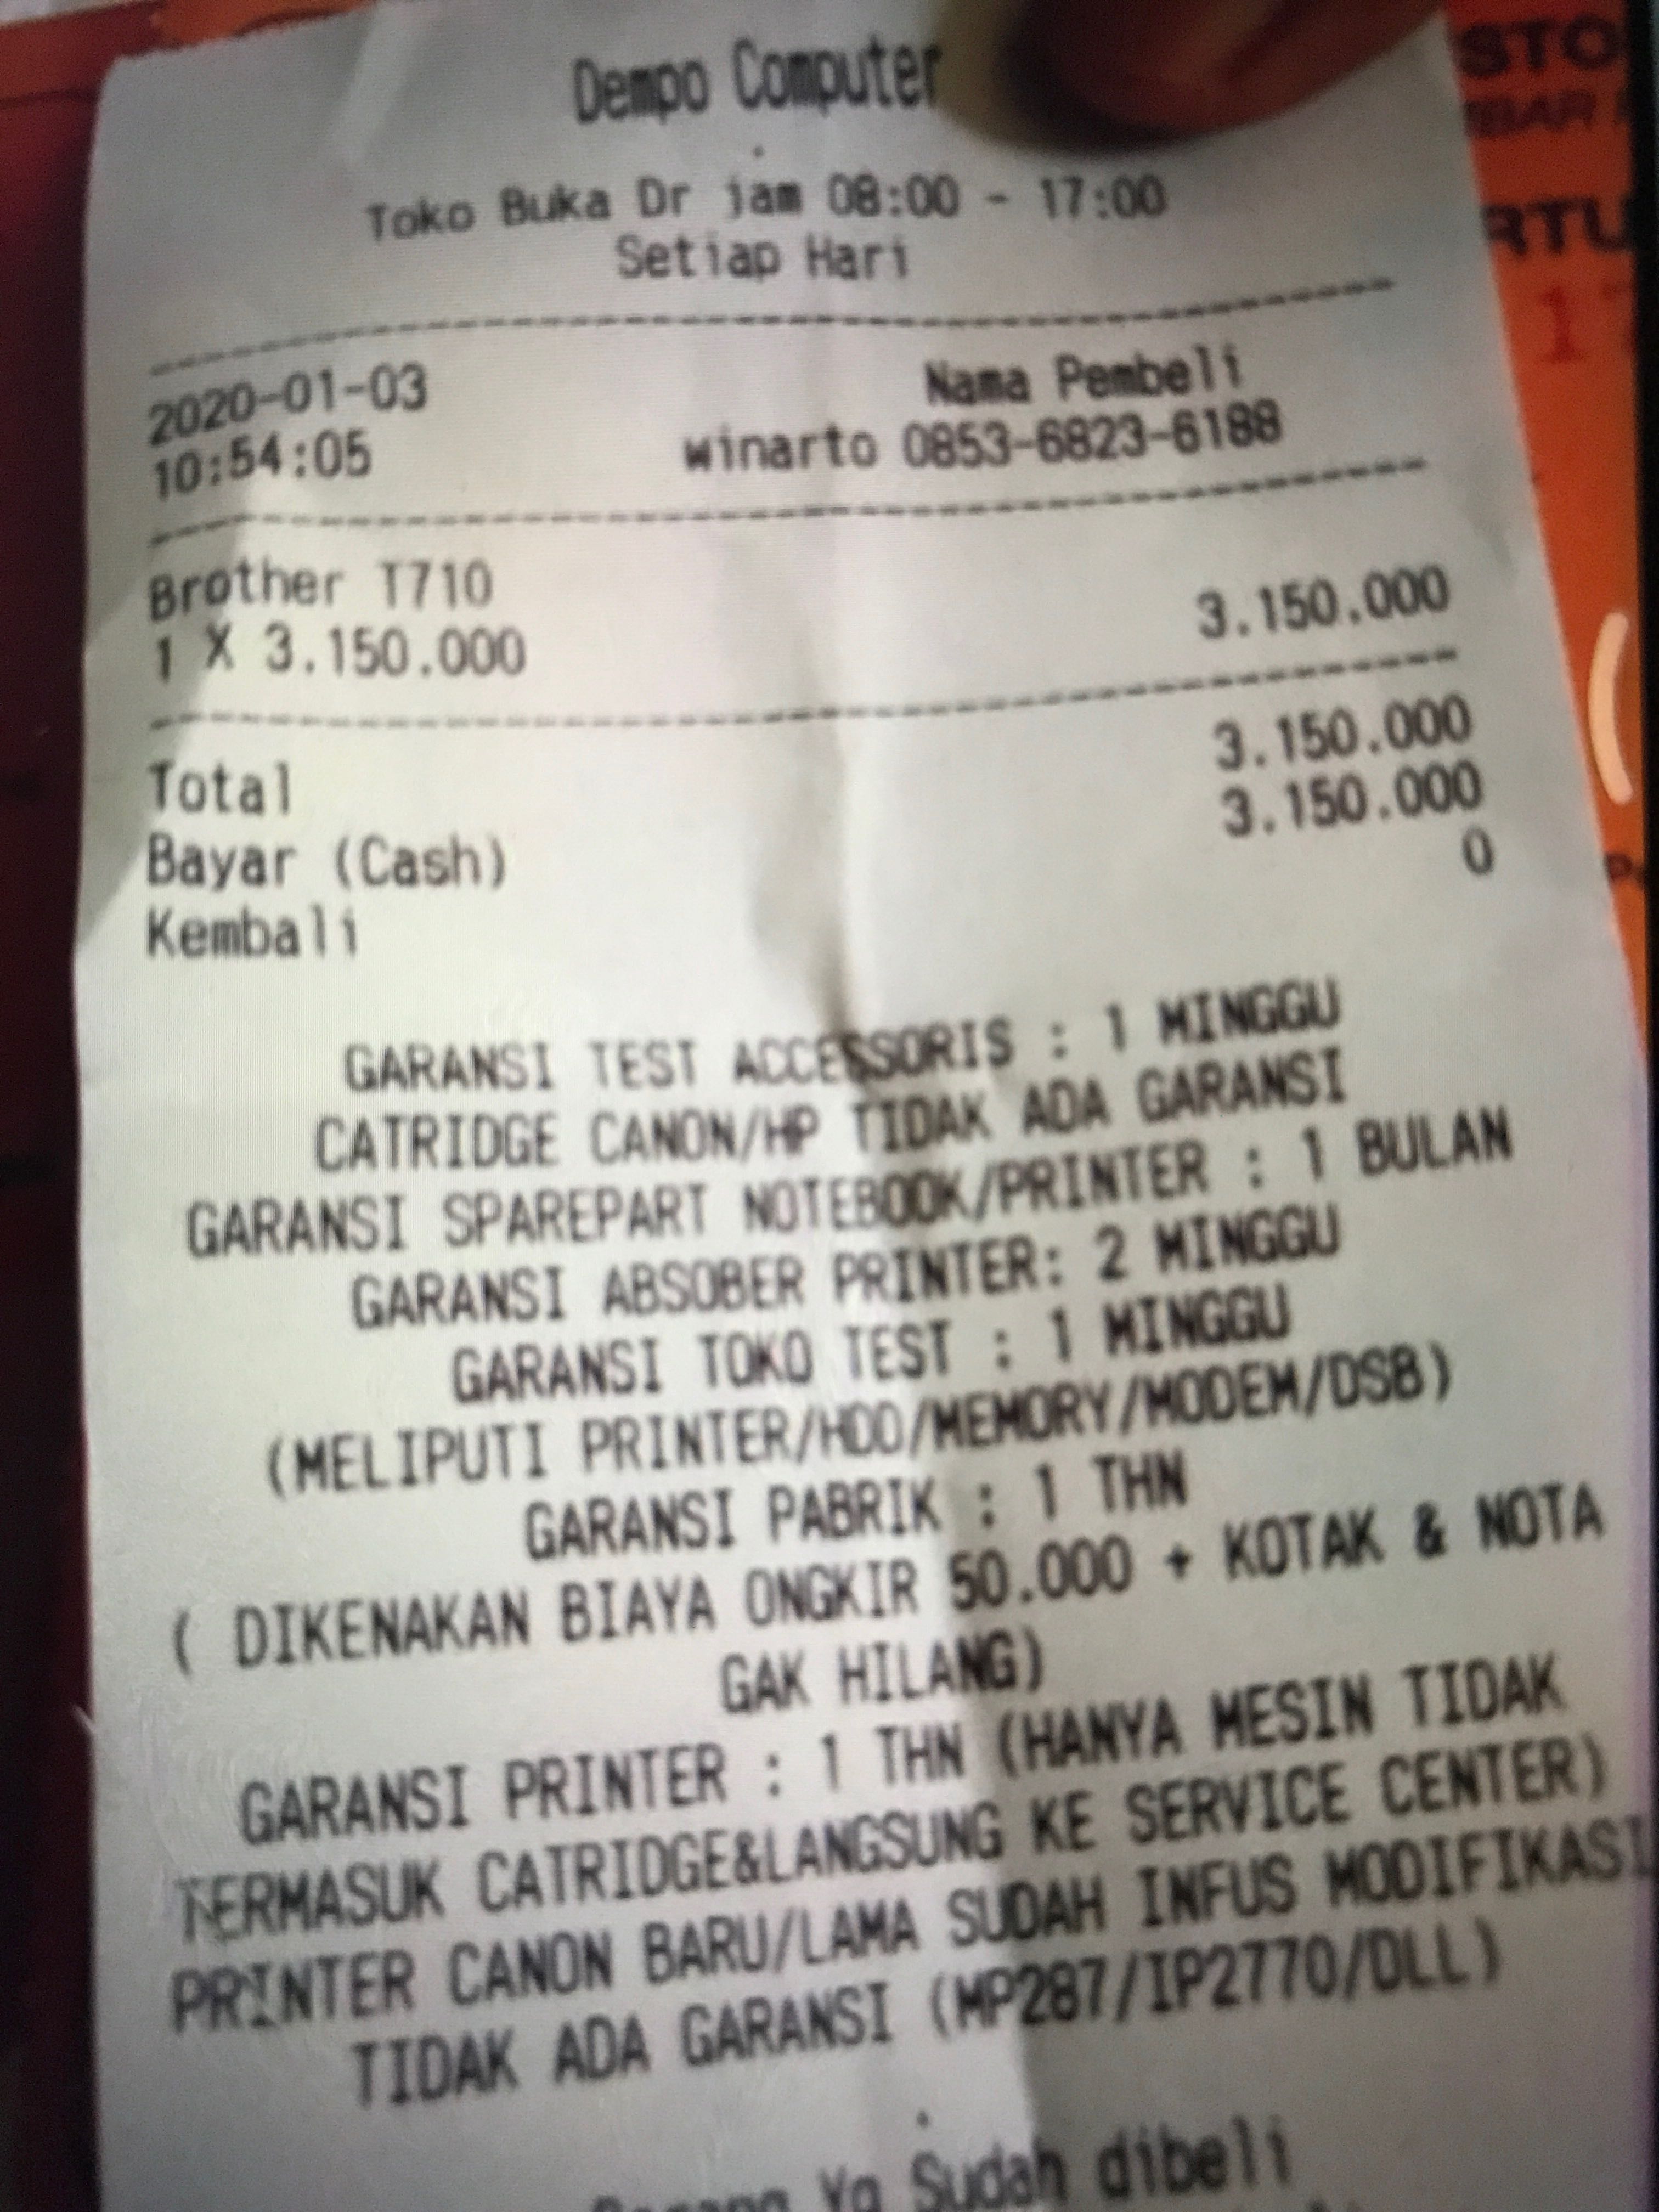 Dempo Computer
.
Toko Buka Dr jam 08:00 - 17:00
Setiap Hari
2020-01-03 Nama Pembeli
10:54:05 winarto 0853-6823-6188
Brother T710
1 X 3.150.000 3.150.000
Total 3.150.000
Bayar (Cash) 3.150.000
Kembali 0
GARANSI TEST ACCESSORIS : 1 MINGGU
CATRIDGE CANON/HP TIDAK ADA GARANSI
GARANSI SPAREPART NOTEBOOK/PRINTER : 1 BULAN
GARANSI ABSOBER PRINTER: 2 MINGGU
GARANSI TOKO TEST : 1 MINGGU
(MELIPUTI PRINTER/HDD/MEMORY/MODEM/DSB)
GARANSI PABRIK : 1 THN
( DIKENAKAN BIAYA ONGKIR 50.000 + KOTAK & NOTA
GAK HILANG)
GARANSI PRINTER : 1 THN (HANYA MESIN TIDAK
TERMASUK CATRIDGE&LANGSUNG KE SERVICE CENTER)
PRINTER CANON BARU/LAMA SUDAH INFUS MODIFIKASI
TIDAK ADA GARANSI (MP287/IP2770/DLL)
.
Yg Sudah dibeli